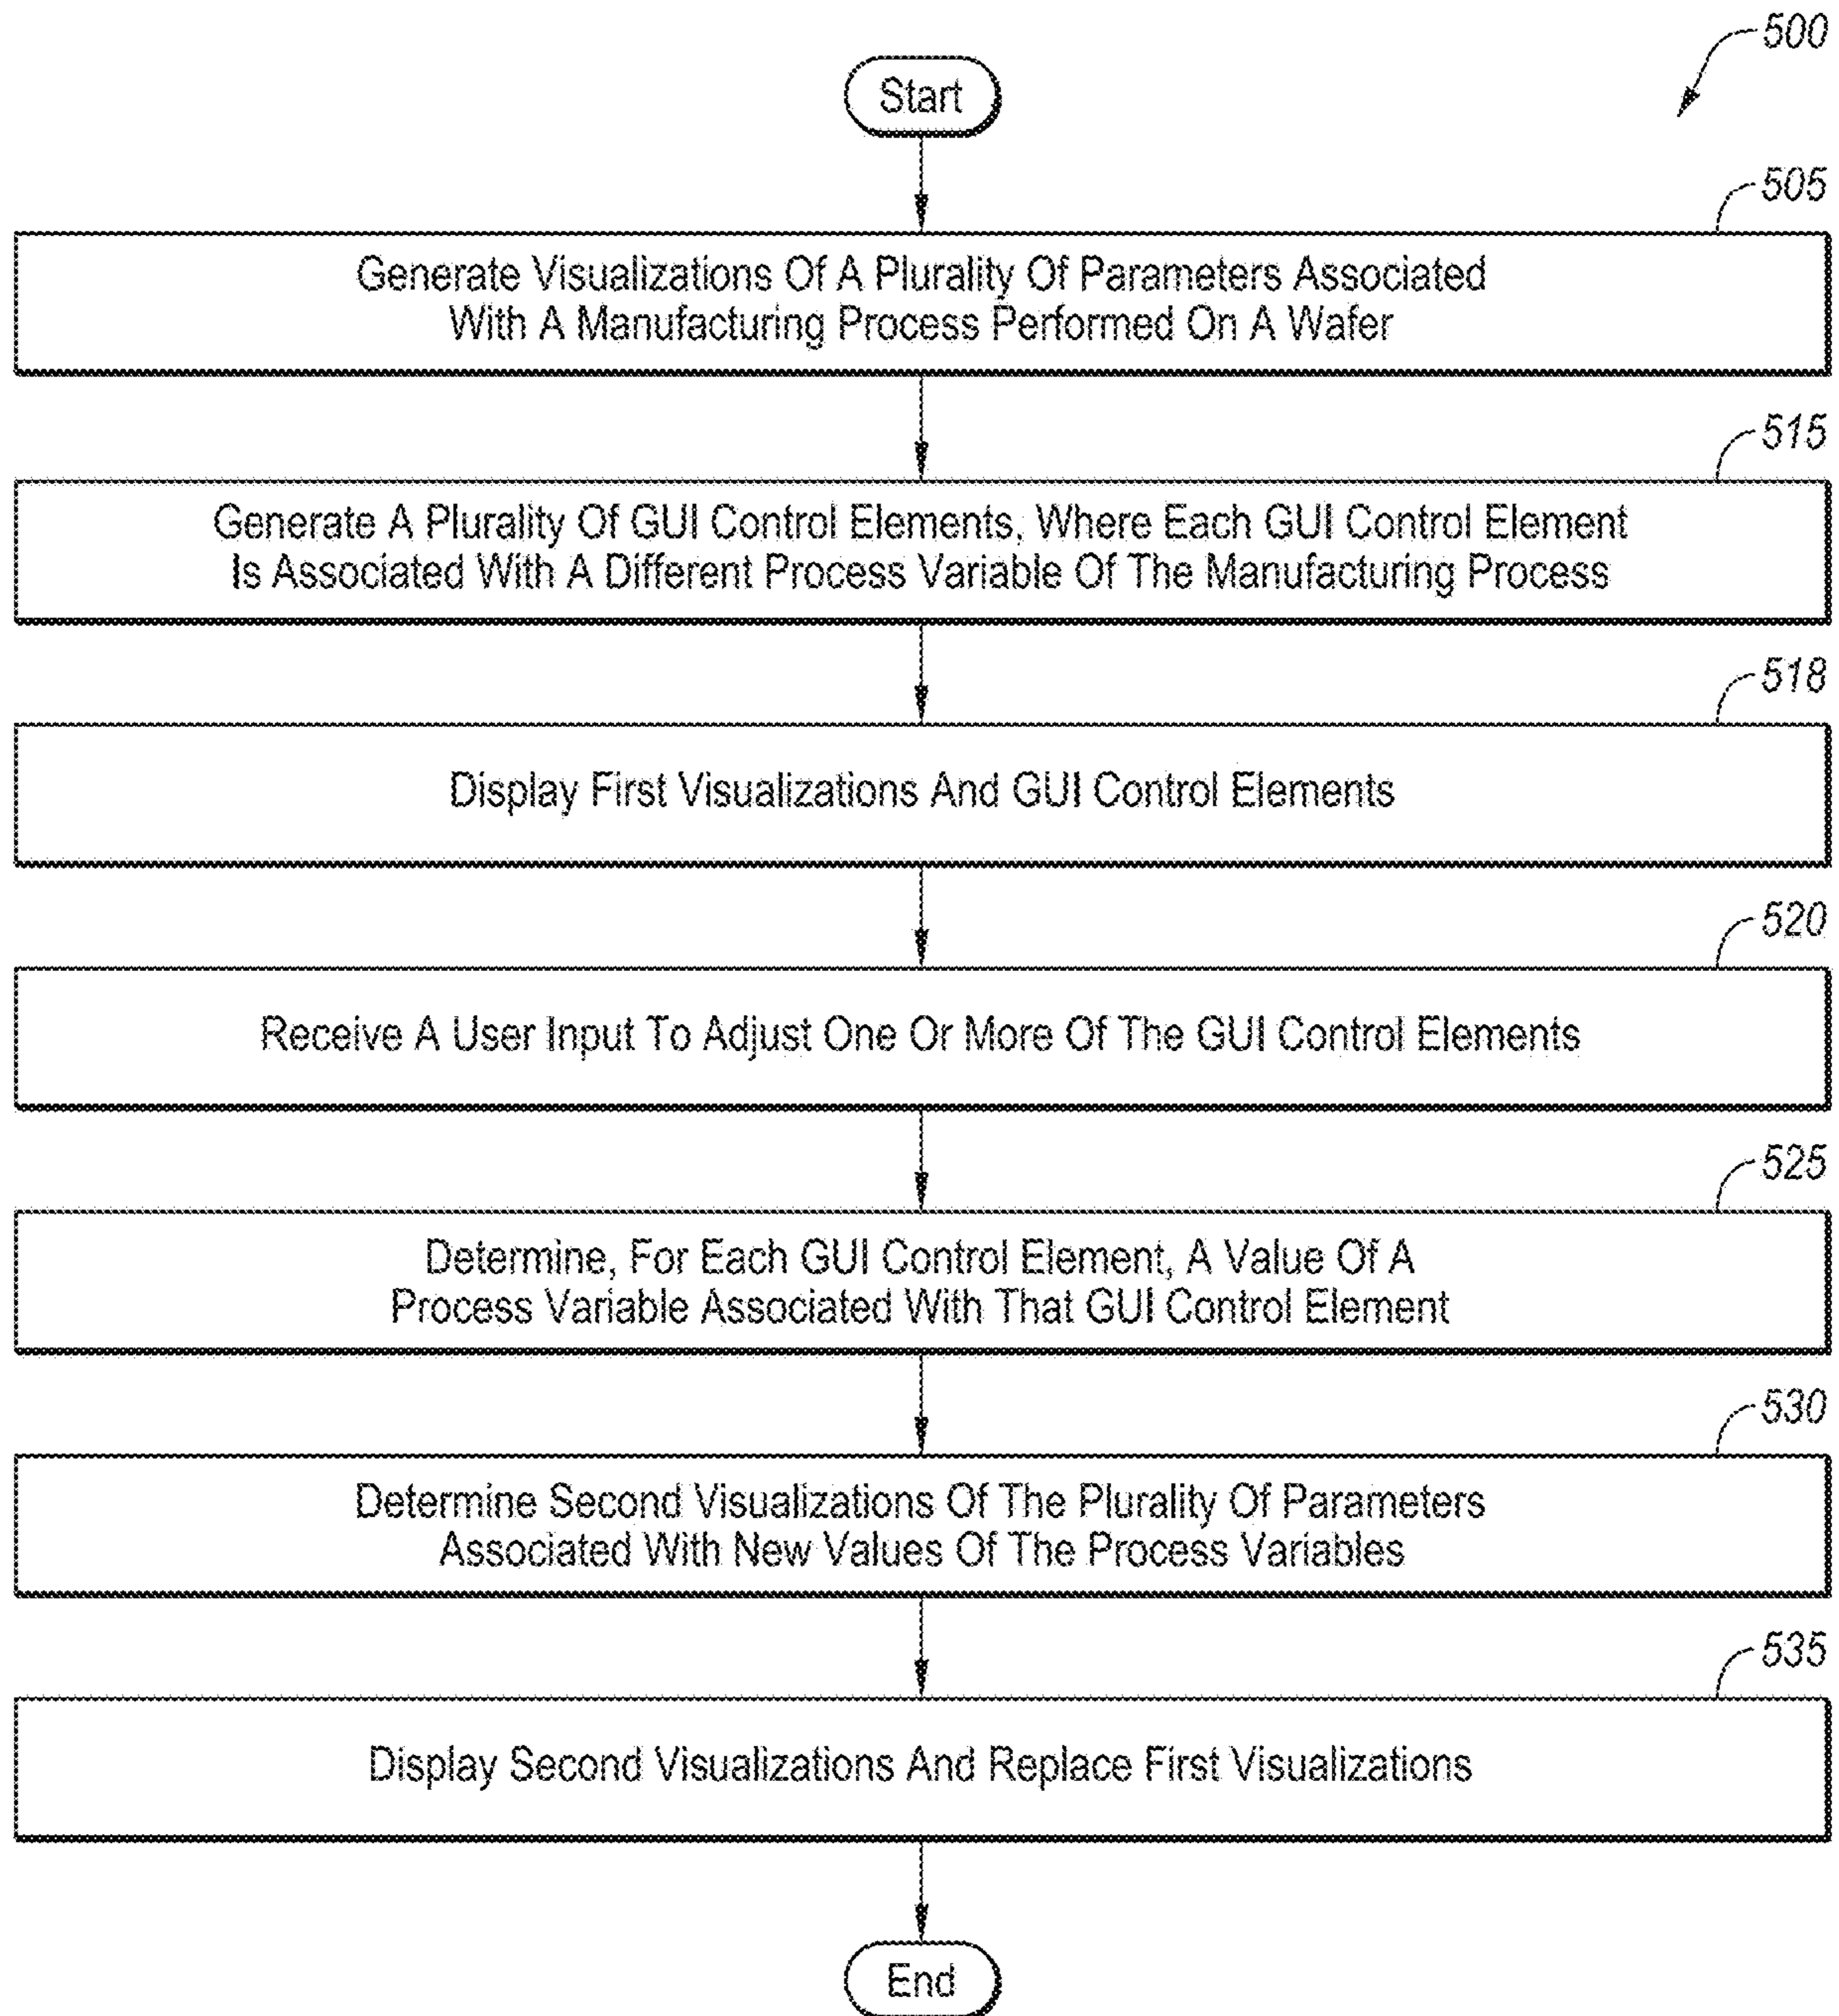 500
Start
505
Generate Visualizations Of A Plurality Of Parameters Associated
With A Manufacturing Process Performed On A Wafer
515
Generate A Plurality Of GUI Control Elements, Where Each GUI Control Element
Is Associated With A Different Process Variable Of The Manufacturing Process
518
Display First Visualizations And GUI Control Elements
520
Receive A User Input To Adjust One Or More Of The GUI Control Elements
525
Determine, For Each GUI Control Element, A Value Of A
Process Variable Associated With That GUI Control Element
530
Determine Second Visualizations Of The Plurality Of Parameters
Associated With New Values Of The Process Variables
535
Display Second Visualizations And Replace First Visualizations
End